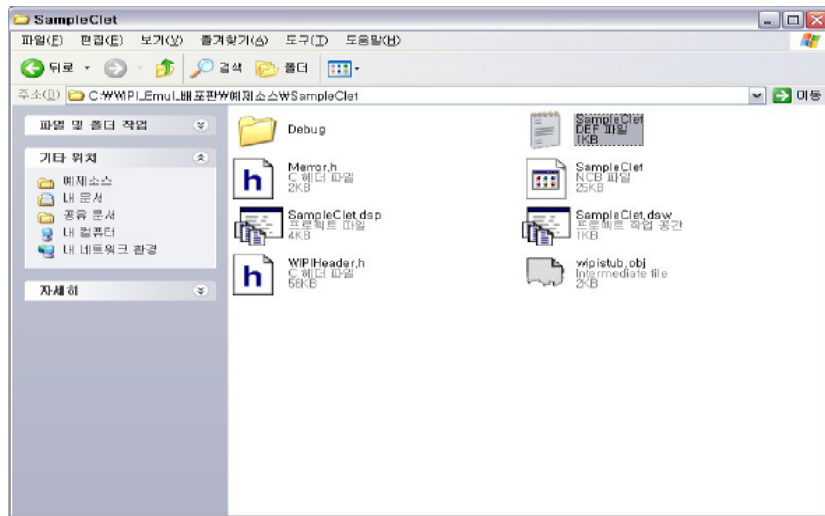 SampleClet
파일(F) 편집(E) 보기(V) 즐겨찾기(A) 도구(T) 도움말(H)
뒤로 검색 폴더
주소(D) C:\WIPI_Emul_배포판\예제소스\SampleClet 이동
파일 및 폴더 작업
기타 위치
예제소스
내 문서
공유 문서
내 컴퓨터
내 네트워크 환경
자세히
Debug
SampleClet
DEF 파일
1KB
Merror.h
C 헤더 파일
2KB
SampleClet
NCB 파일
25KB
SampleClet.dsp
프로젝트 파일
4KB
SampleClet.dsw
프로젝트 작업 공간
1KB
WIPIHeader.h
C 헤더 파일
56KB
wipistub.obj
Intermediate file
2KB